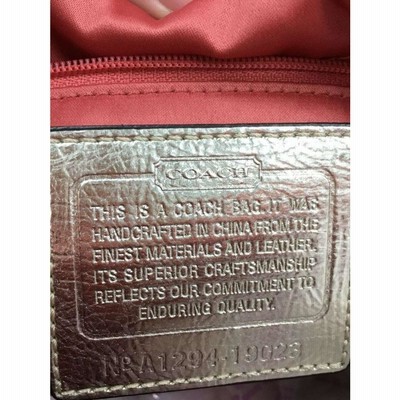 COACH
THIS IS A COACH BAG. IT WAS
HANDCRAFTED IN CHINA FROM THE
FINEST MATERIALS AND LEATHER.
ITS SUPERIOR CRAFTSMANSHIP
REFLECTS OUR COMMITMENT TO
ENDURING QUALITY.
Nº A1294-19023